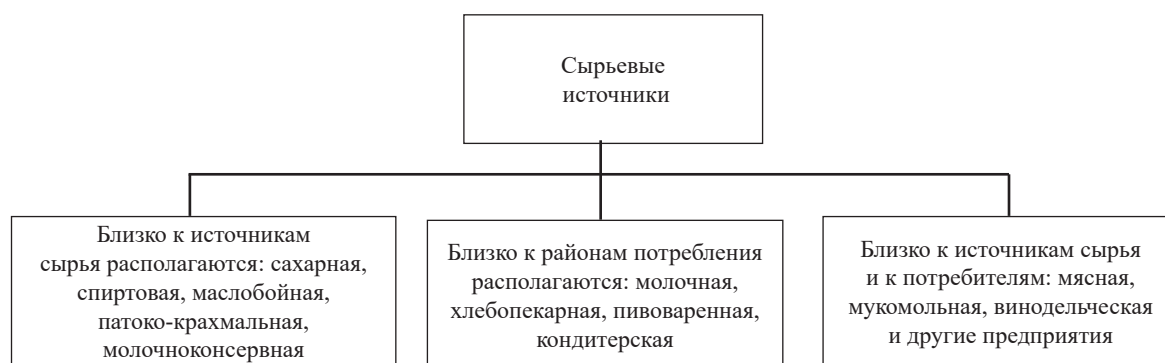 Сырьевые
источники
Близко к источникам
сырья располагаются: сахарная,
спиртовая, маслобойная,
патоко-крахмальная,
молочноконсервная
Близко к районам потребления
располагаются: молочная,
хлебопекарная, пивоваренная,
кондитерская
Близко к источникам сырья
и к потребителям: мясная,
мукомольная, винодельческая
и другие предприятия